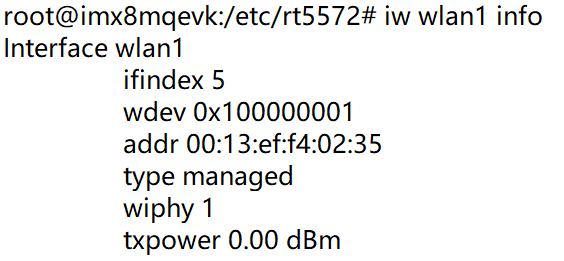 root@imx8mqevk:/etc/rt5572# iw wlan1 info
Interface wlan1
ifindex 5
wdev 0x100000001
addr 00:13:ef:f4:02:35
type managed
wiphy 1
txpower 0.00 dBm